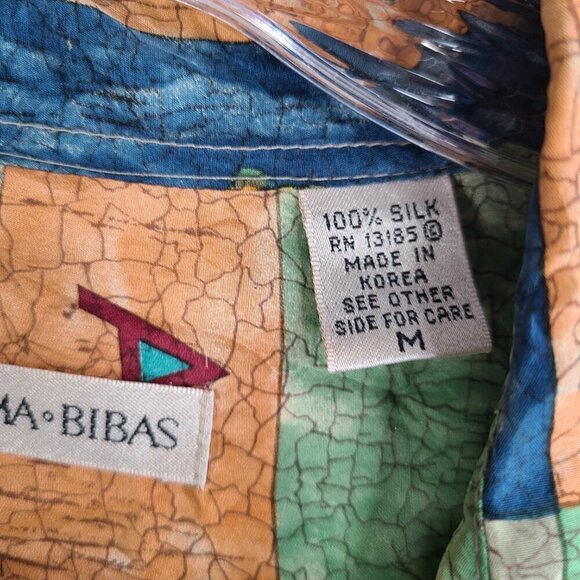 100% SILK
RN 13185 ©
MADE IN
KOREA
SEE OTHER
SIDE FOR CARE
M
MA•BIBAS